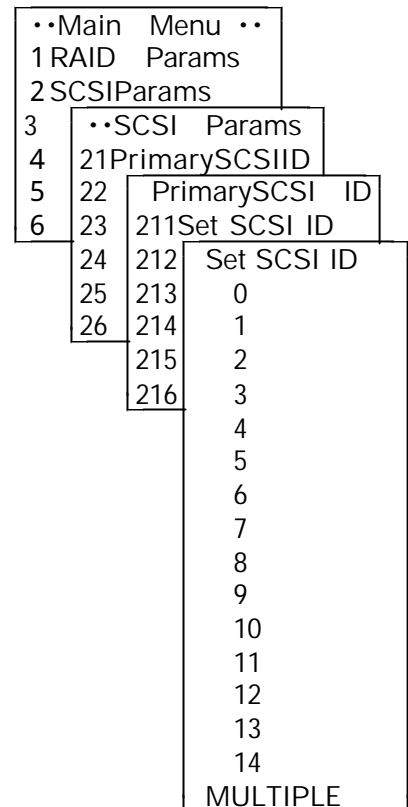 ··Main Menu ··
1 RAID Params
2 SCSIParams
3 ··SCSI Params
4 21PrimarySCSIID
5 22 PrimarySCSI ID
6 23 211Set SCSI ID
24 212 Set SCSI ID
25 213 0
26 214 1
215 2
216 3
4
5
6
7
8
9
10
11
12
13
14
MULTIPLE